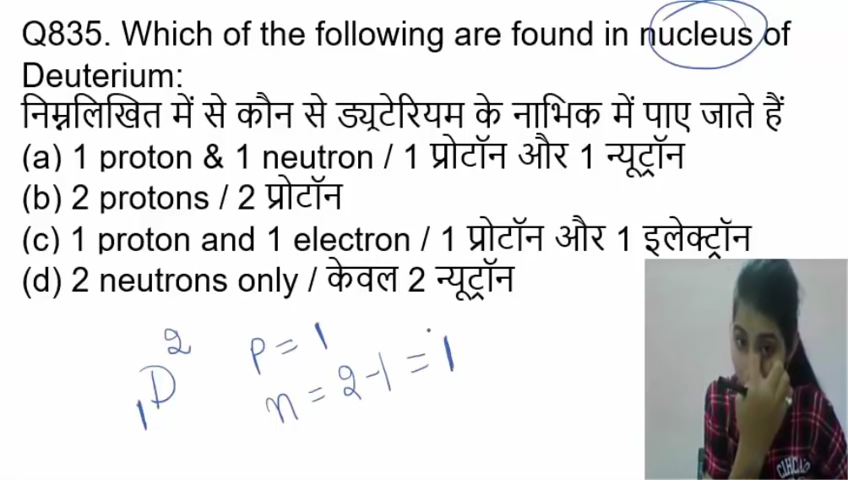 Q835. Which of the following are found in nucleus of
Deuterium:
निम्नलिखित में से कौन से ड्यूटेरियम के नाभिक में पाए जाते हैं
(a) 1 proton & 1 neutron / 1 प्रोटॉन और 1 न्यूट्रॉन
(b) 2 protons / 2 प्रोटॉन
(c) 1 proton and 1 electron / 1 प्रोटॉन और 1 इलेक्ट्रॉन
(d) 2 neutrons only / केवल 2 न्यूट्रॉन
₁D² p = 1
n = 2-1 = 1